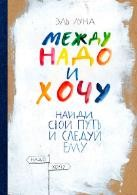 ЭЛЬ ЛУНА
МЕЖДУ
НАДО
И
ХОЧУ
НАЙДИ
СВОЙ ПУТЬ
И СЛЕДУЙ
ЕМУ
НАДО
ХОЧУ